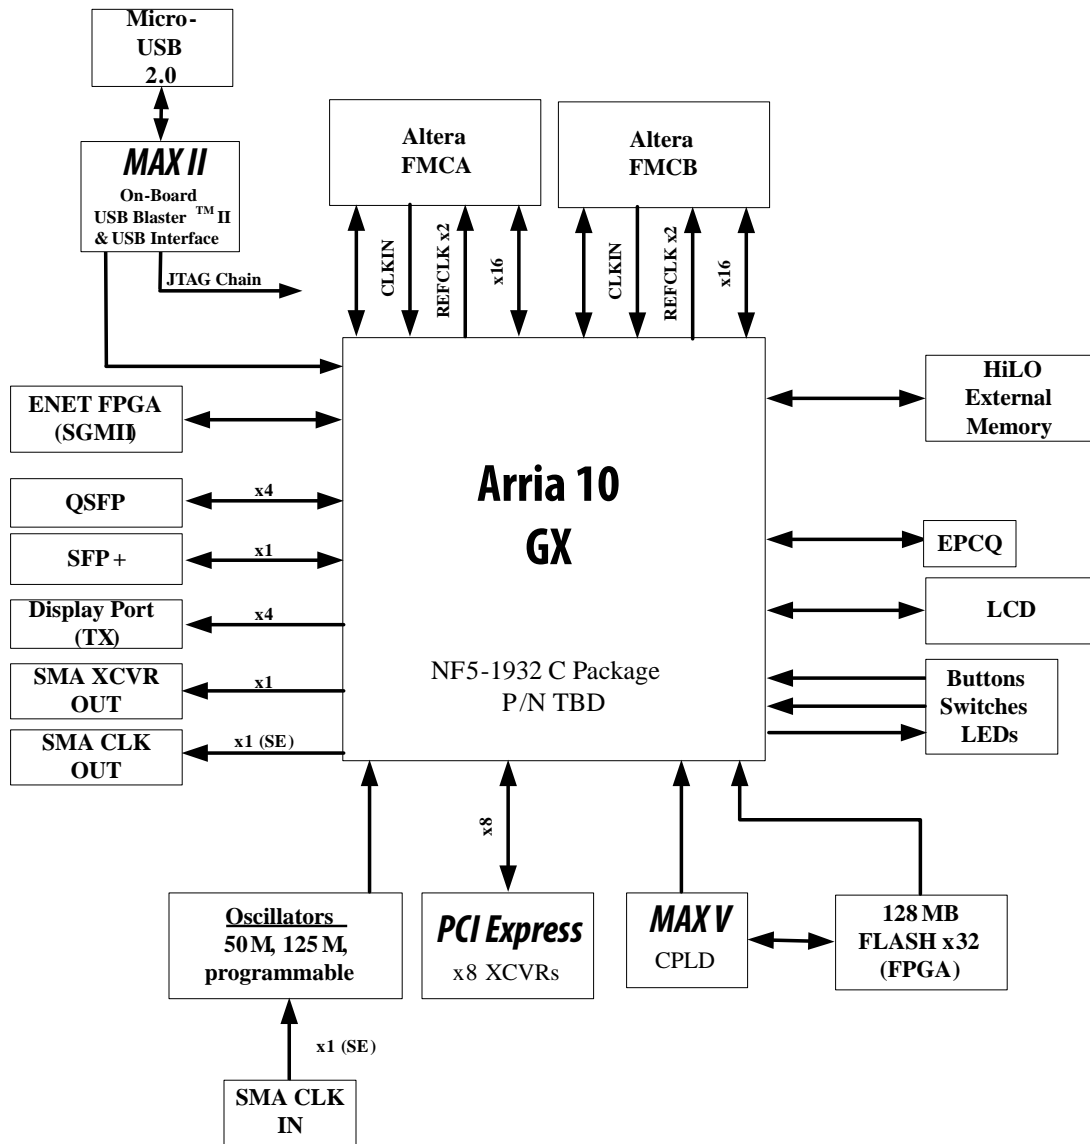 Micro-
USB
2.0
MAX II
On-Board
USB Blaster ™ II
& USB Interface
JTAG Chain
Altera
FMCA
Altera
FMCB
CLKIN
REFCLK x2
x16
CLKIN
REFCLK x2
x16
ENET FPGA
(SGMII)
QSFP
x4
SFP +
x1
Display Port
(TX)
x4
SMA XCVR
OUT
x1
SMA CLK
OUT
x1 (SE)
Arria 10
GX
NF5-1932 C Package
P/N TBD
HiLO
External
Memory
EPCQ
LCD
Buttons
Switches
LEDs
x8
Oscillators
50 M, 125 M,
programmable
PCI Express
x8 XCVRs
MAX V
CPLD
128 MB
FLASH x32
(FPGA)
x1 (SE)
SMA CLK
IN